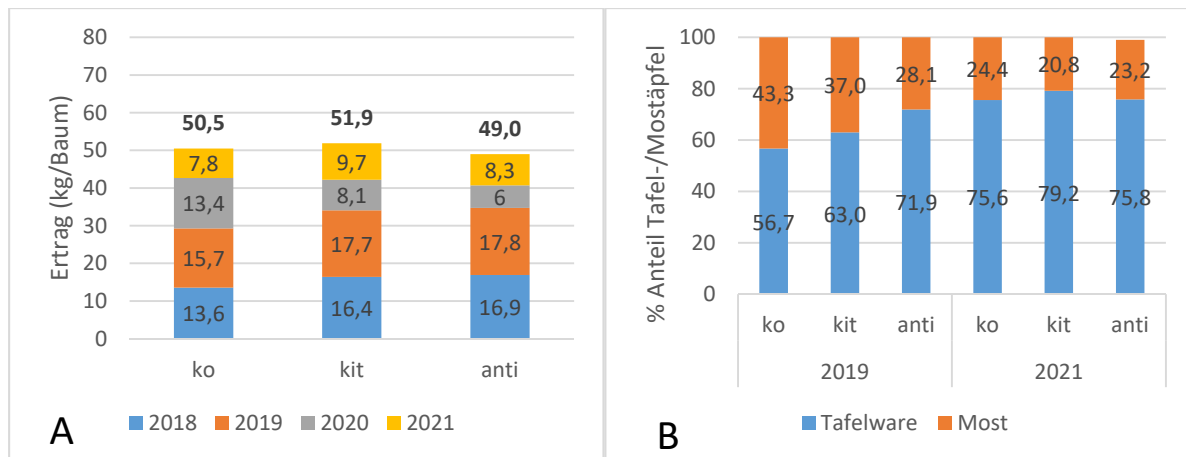 Ertrag (kg/Baum)
80
70
60
50
40
30
20
10
0
50,5 51,9 49,0
7,8 9,7 8,3
13,4 8,1 6
15,7 17,7 17,8
13,6 16,4 16,9
ko kit anti
2018 2019 2020 2021
A
% Anteil Tafel-/Mostäpfel
100
80
60
40
20
0
43,3 37,0 28,1 24,4 20,8 23,2
56,7 63,0 71,9 75,6 79,2 75,8
ko kit anti ko kit anti
2019 2021
Tafelware Most
B